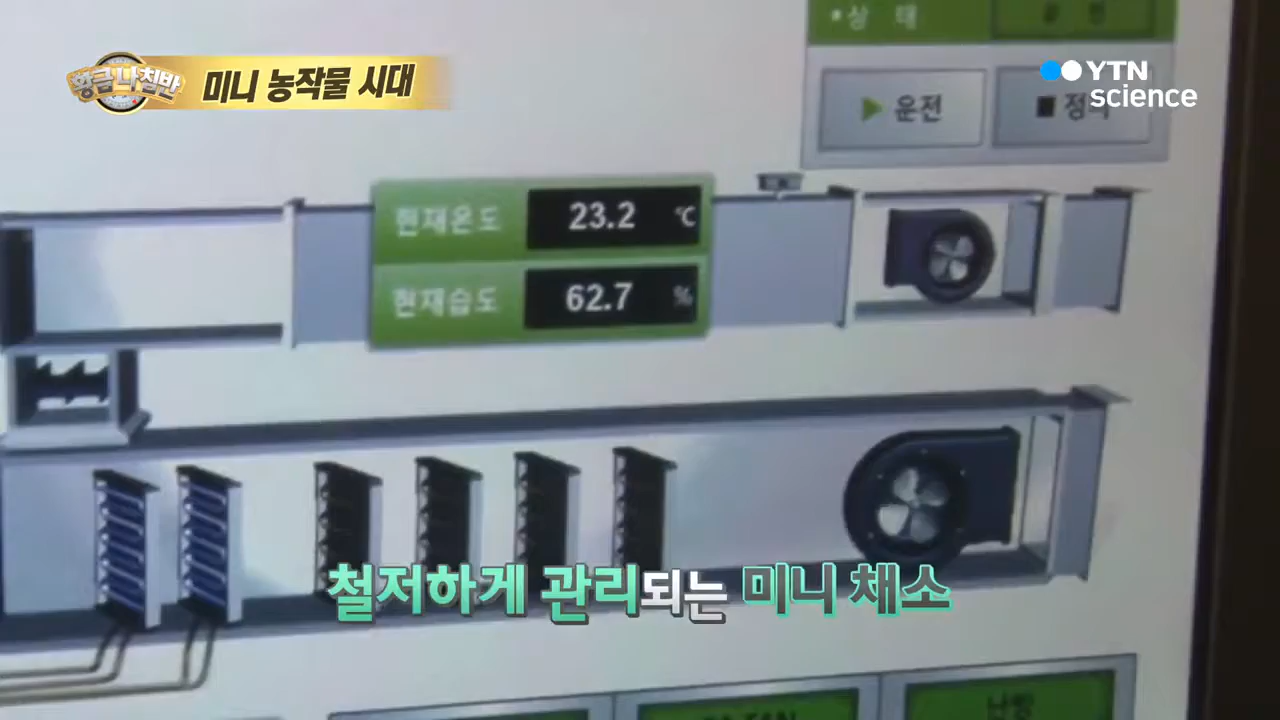 상 태
황금나침반
미니 농작물 시대
YTN
science
▶ 운전
■ 정지
현재온도 23.2 ℃
현재습도 62.7 %
철저하게 관리되는 미니 채소
난방